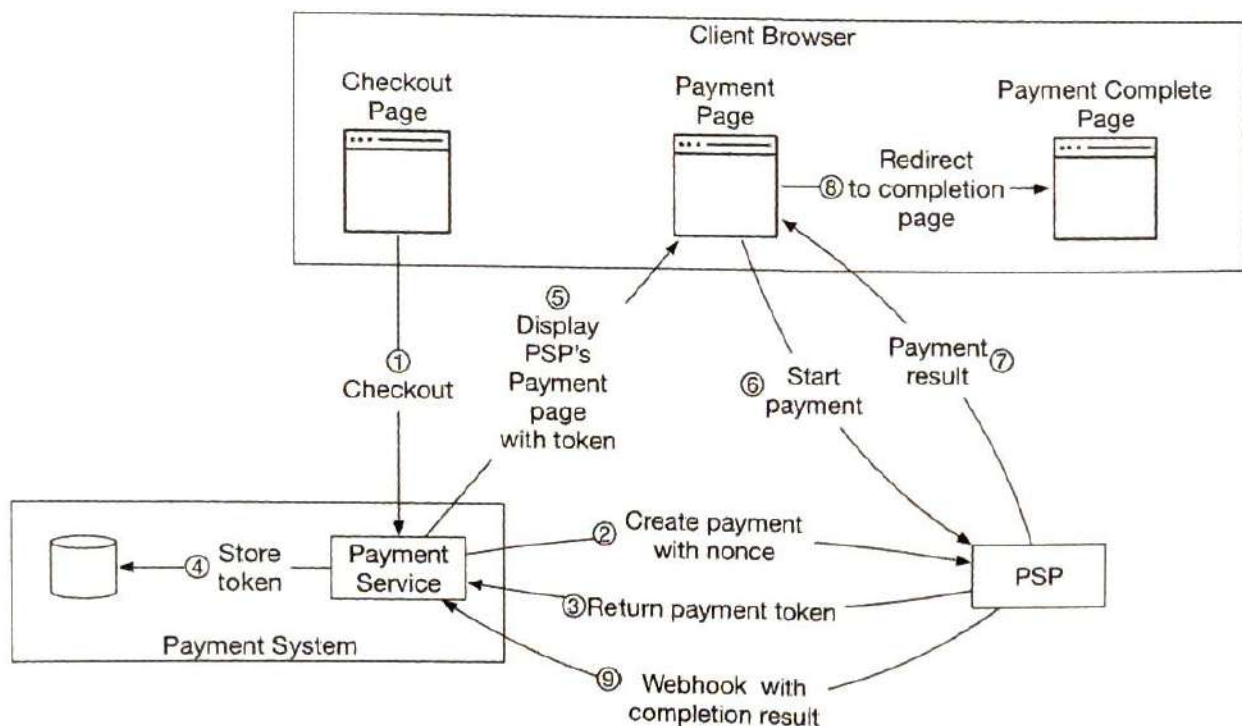 Client Browser
Checkout
Page
Payment
Page
Payment Complete
Page
⑧
Redirect
to completion
page
①
Checkout
⑤
Display
PSP's
Payment
page
with token
⑥
Start
payment
Payment
result
⑦
④
Store
token
Payment
Service
②
Create payment
with nonce
③ Return payment token
PSP
Payment System
⑨
Webhook with
completion result